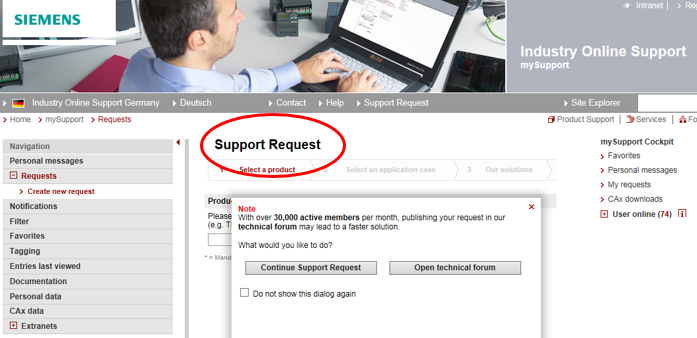 Intranet
SIEMENS
Industry Online Support
mySupport
Industry Online Support Germany
Deutsch
Contact
Help
Support Request
Site Explorer
Home
mySupport
Requests
Product Support
Services
Navigation
Personal messages
Requests
Create new request
Notifications
Filter
Favorites
Tagging
Entries last viewed
Documentation
Personal data
CAx data
Extranets
Support Request
1 Select a product
2 Select an application case
3 Our solutions
Produ
Please
(e.g. T
* = Mand
Note
With over 30,000 active members per month, publishing your request in our
technical forum may lead to a faster solution.
What would you like to do?
Continue Support Request
Open technical forum
Do not show this dialog again
mySupport Cockpit
Favorites
Personal messages
My requests
CAx downloads
User online (74)